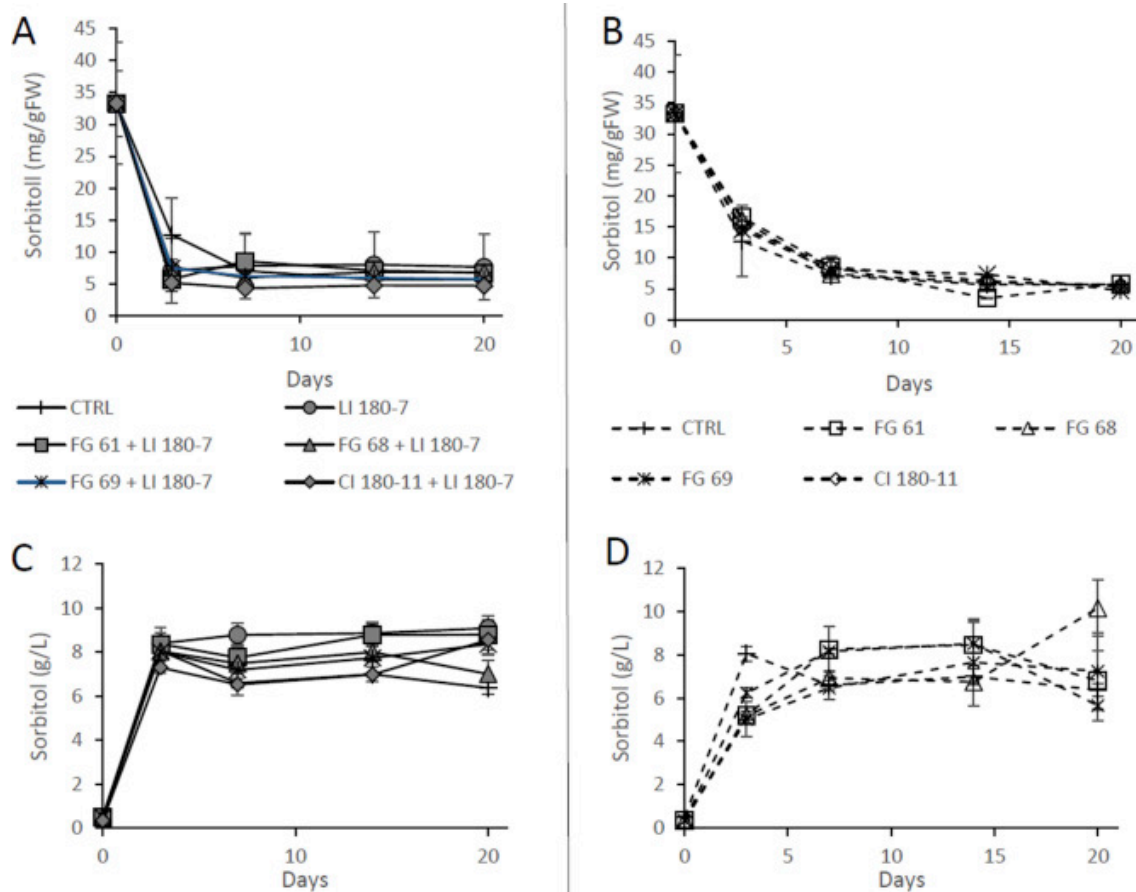 A
45
40
35
30
25
20
15
10
5
0
Sorbitoll (mg/gFW)
0 10 20
Days
CTRL LI 180-7
FG 61 + LI 180-7 FG 68 + LI 180-7
FG 69 + LI 180-7 CI 180-11 + LI 180-7
B
45
40
35
30
25
20
15
10
5
0
Sorbitol (mg/gFW)
0 5 10 15 20
Days
CTRL FG 61 FG 68
FG 69 CI 180-11
C
12
10
8
6
4
2
0
Sorbitol (g/L)
0 10 20
Days
D
12
10
8
6
4
2
0
Sorbitol (g/L)
0 5 10 15 20
Days